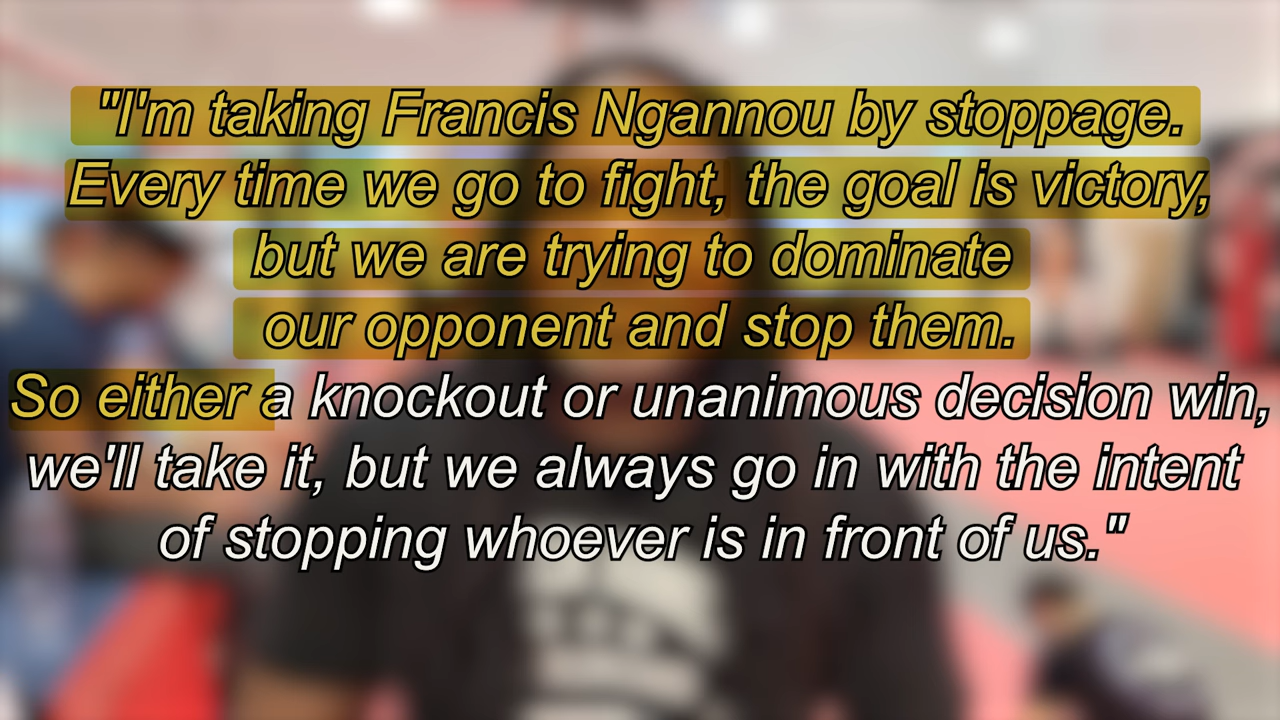 "I'm taking Francis Ngannou by stoppage.
Every time we go to fight, the goal is victory,
but we are trying to dominate
our opponent and stop them.
So either a knockout or unanimous decision win,
we'll take it, but we always go in with the intent
of stopping whoever is in front of us."